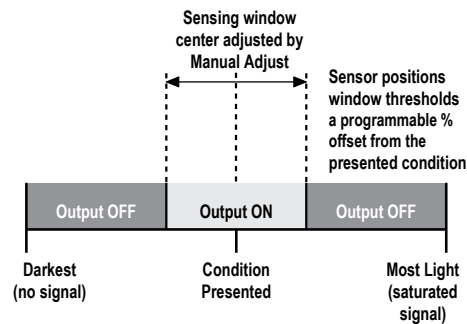 Sensing window
center adjusted by
Manual Adjust
Sensor positions
window thresholds
a programmable %
offset from the
presented condition
Output OFF
Output ON
Output OFF
Darkest
(no signal)
Condition
Presented
Most Light
(saturated
signal)